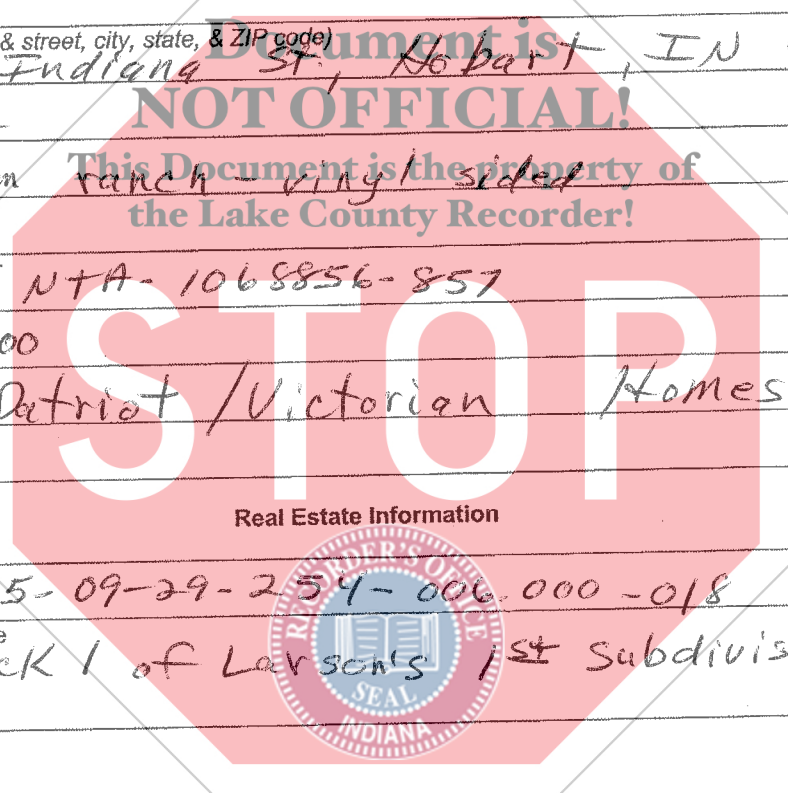 Document is
& street, city, state, & ZIP code)
Indiana St, Hobart, IN
NOT OFFICIAL!
This Document is the property of
n ranch - vinyl sided
the Lake County Recorder!
NTA-1068856-857
STOP
00
Patriot / Victorian Homes
Real Estate Information
RECORDER'S OFFICE
5-09-29-254-006.000-018
e
ck 1 of Larson's 1st Subdivis
SEAL
INDIANA